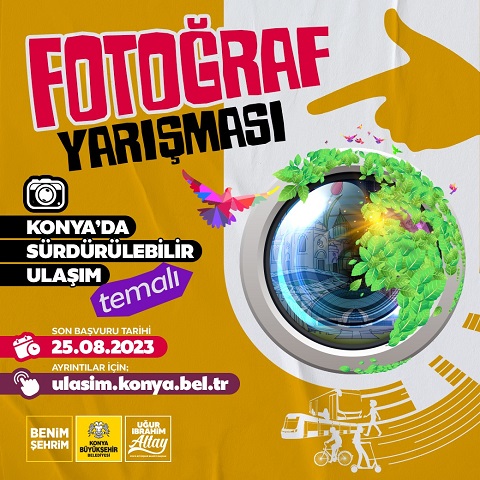 FOTOĞRAF
YARIŞMASI
KONYA'DA
SÜRDÜRÜLEBİLİR
ULAŞIM
temalı
SON BAŞVURU TARİHİ
25.08.2023
AYRINTILAR İÇİN;
ulasim.konya.bel.tr
BENİM
ŞEHRİM
KONYA
BÜYÜKŞEHİR
BELEDİYESİ
UĞUR
İBRAHİM
Altay